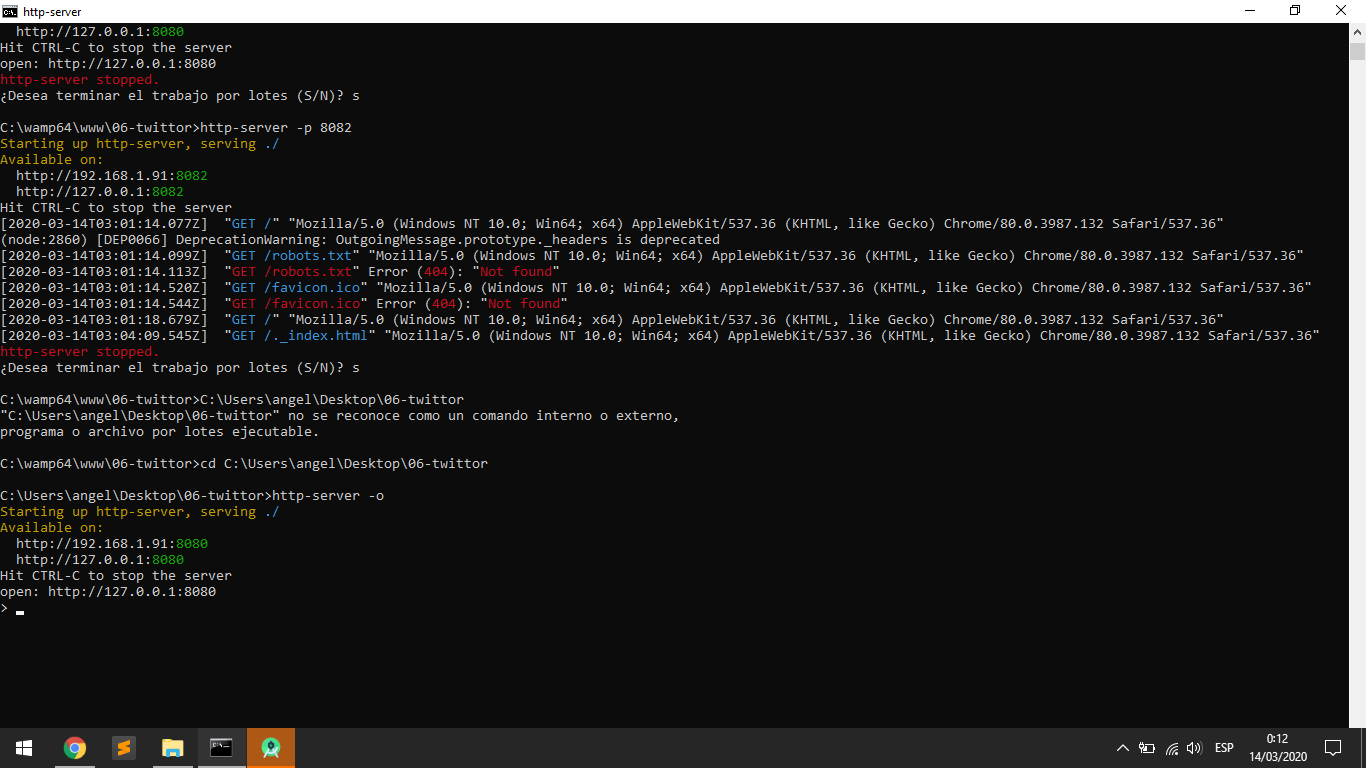 http-server
http://127.0.0.1:8080
Hit CTRL-C to stop the server
open: http://127.0.0.1:8080
http-server stopped.
¿Desea terminar el trabajo por lotes (S/N)? s
C:\wamp64\www\06-twittor>http-server -p 8082
Starting up http-server, serving ./
Available on:
http://192.168.1.91:8082
http://127.0.0.1:8082
Hit CTRL-C to stop the server
[2020-03-14T03:01:14.077Z]  "GET /" "Mozilla/5.0 (Windows NT 10.0; Win64; x64) AppleWebKit/537.36 (KHTML, like Gecko) Chrome/80.0.3987.132 Safari/537.36"
(node:2860) [DEP0066] DeprecationWarning: OutgoingMessage.prototype._headers is deprecated
[2020-03-14T03:01:14.099Z]  "GET /robots.txt" "Mozilla/5.0 (Windows NT 10.0; Win64; x64) AppleWebKit/537.36 (KHTML, like Gecko) Chrome/80.0.3987.132 Safari/537.36"
[2020-03-14T03:01:14.113Z]  "GET /robots.txt" Error (404): "Not found"
[2020-03-14T03:01:14.520Z]  "GET /favicon.ico" "Mozilla/5.0 (Windows NT 10.0; Win64; x64) AppleWebKit/537.36 (KHTML, like Gecko) Chrome/80.0.3987.132 Safari/537.36"
[2020-03-14T03:01:14.544Z]  "GET /favicon.ico" Error (404): "Not found"
[2020-03-14T03:01:18.679Z]  "GET /" "Mozilla/5.0 (Windows NT 10.0; Win64; x64) AppleWebKit/537.36 (KHTML, like Gecko) Chrome/80.0.3987.132 Safari/537.36"
[2020-03-14T03:04:09.545Z]  "GET /._index.html" "Mozilla/5.0 (Windows NT 10.0; Win64; x64) AppleWebKit/537.36 (KHTML, like Gecko) Chrome/80.0.3987.132 Safari/537.36"
http-server stopped.
¿Desea terminar el trabajo por lotes (S/N)? s
C:\wamp64\www\06-twittor>C:\Users\angel\Desktop\06-twittor
"C:\Users\angel\Desktop\06-twittor" no se reconoce como un comando interno o externo,
programa o archivo por lotes ejecutable.
C:\wamp64\www\06-twittor>cd C:\Users\angel\Desktop\06-twittor
C:\Users\angel\Desktop\06-twittor>http-server -o
Starting up http-server, serving ./
Available on:
http://192.168.1.91:8080
http://127.0.0.1:8080
Hit CTRL-C to stop the server
open: http://127.0.0.1:8080
>
ESP
0:12
14/03/2020